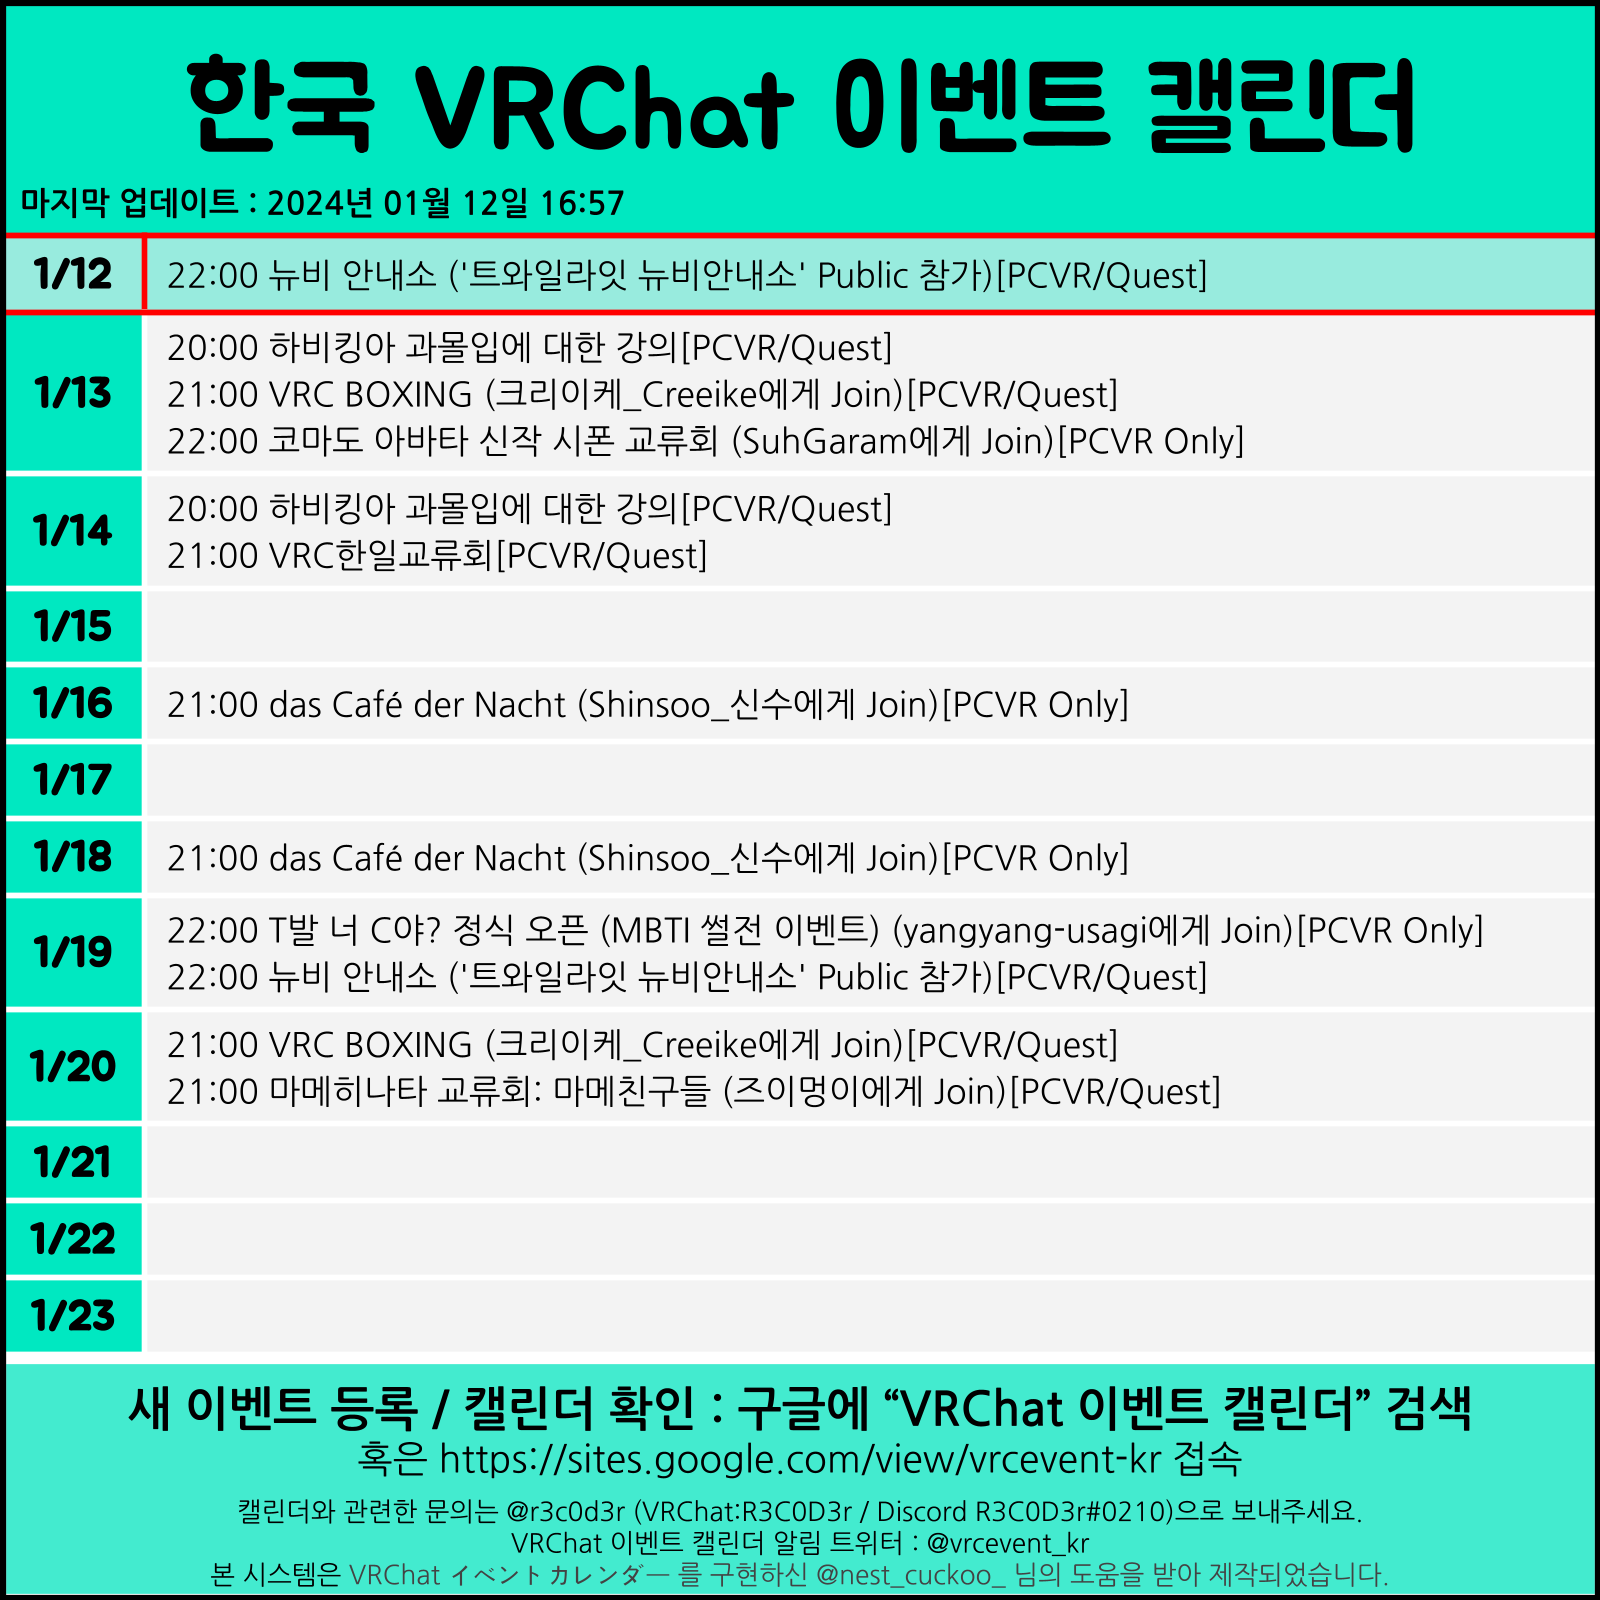 한국 VRChat 이벤트 캘린더
마지막 업데이트 : 2024년 01월 12일 16:57
1/12
22:00 뉴비 안내소 ('트와일라잇 뉴비안내소' Public 참가)[PCVR/Quest]
1/13
20:00 하비킹아 과몰입에 대한 강의[PCVR/Quest]
21:00 VRC BOXING (크리이케_Creeike에게 Join)[PCVR/Quest]
22:00 코마도 아바타 신작 시폰 교류회 (SuhGaram에게 Join)[PCVR Only]
1/14
20:00 하비킹아 과몰입에 대한 강의[PCVR/Quest]
21:00 VRC한일교류회[PCVR/Quest]
1/15
1/16
21:00 das Café der Nacht (Shinsoo_신수에게 Join)[PCVR Only]
1/17
1/18
21:00 das Café der Nacht (Shinsoo_신수에게 Join)[PCVR Only]
1/19
22:00 T발 너 C야? 정식 오픈 (MBTI 썰전 이벤트) (yangyang-usagi에게 Join)[PCVR Only]
22:00 뉴비 안내소 ('트와일라잇 뉴비안내소' Public 참가)[PCVR/Quest]
1/20
21:00 VRC BOXING (크리이케_Creeike에게 Join)[PCVR/Quest]
21:00 마메히나타 교류회: 마메친구들 (즈이멍이에게 Join)[PCVR/Quest]
1/21
1/22
1/23
새 이벤트 등록 / 캘린더 확인 : 구글에 “VRChat 이벤트 캘린더” 검색
혹은 https://sites.google.com/view/vrcevent-kr 접속
캘린더와 관련한 문의는 @r3c0d3r (VRChat:R3C0D3r / Discord R3C0D3r#0210)으로 보내주세요.
VRChat 이벤트 캘린더 알림 트위터 : @vrcevent_kr
본 시스템은 VRChat イベントカレンダー 를 구현하신 @nest_cuckoo_ 님의 도움을 받아 제작되었습니다.